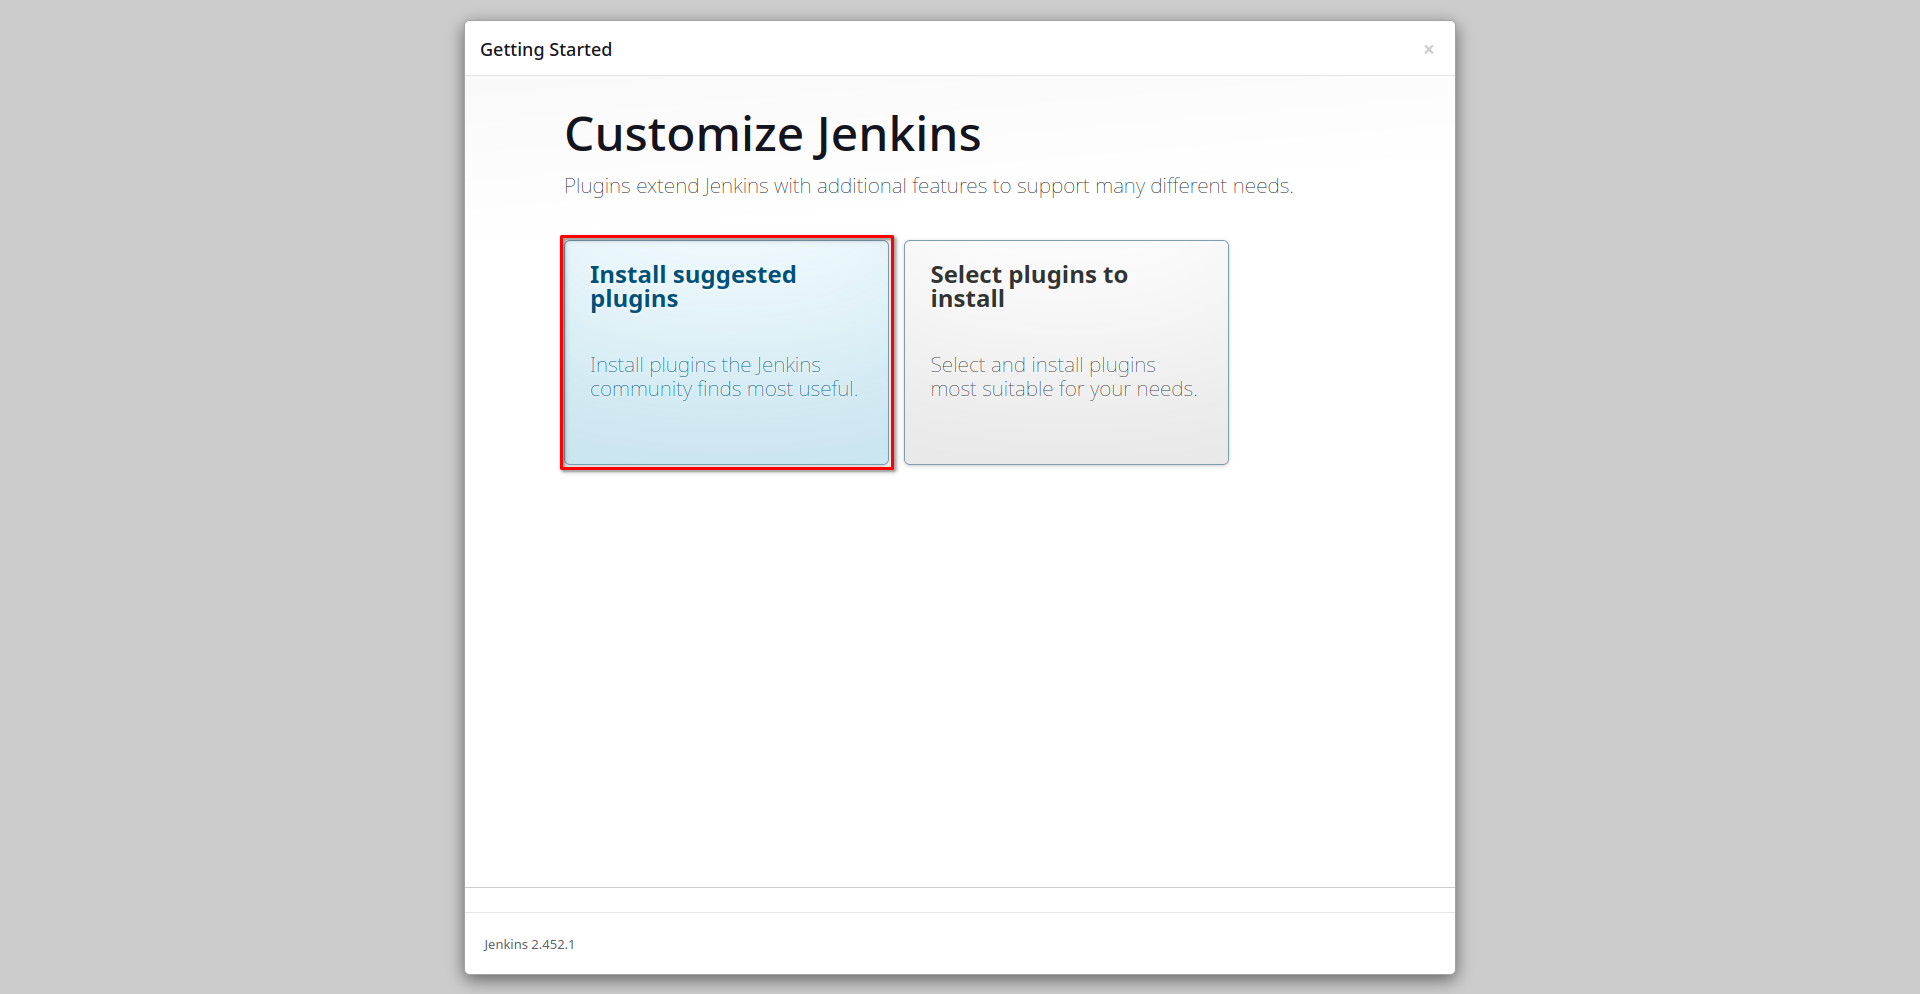 Getting Started
×
Customize Jenkins
Plugins extend Jenkins with additional features to support many different needs.
Install suggested
plugins
Install plugins the Jenkins
community finds most useful.
Select plugins to
install
Select and install plugins
most suitable for your needs.
Jenkins 2.452.1